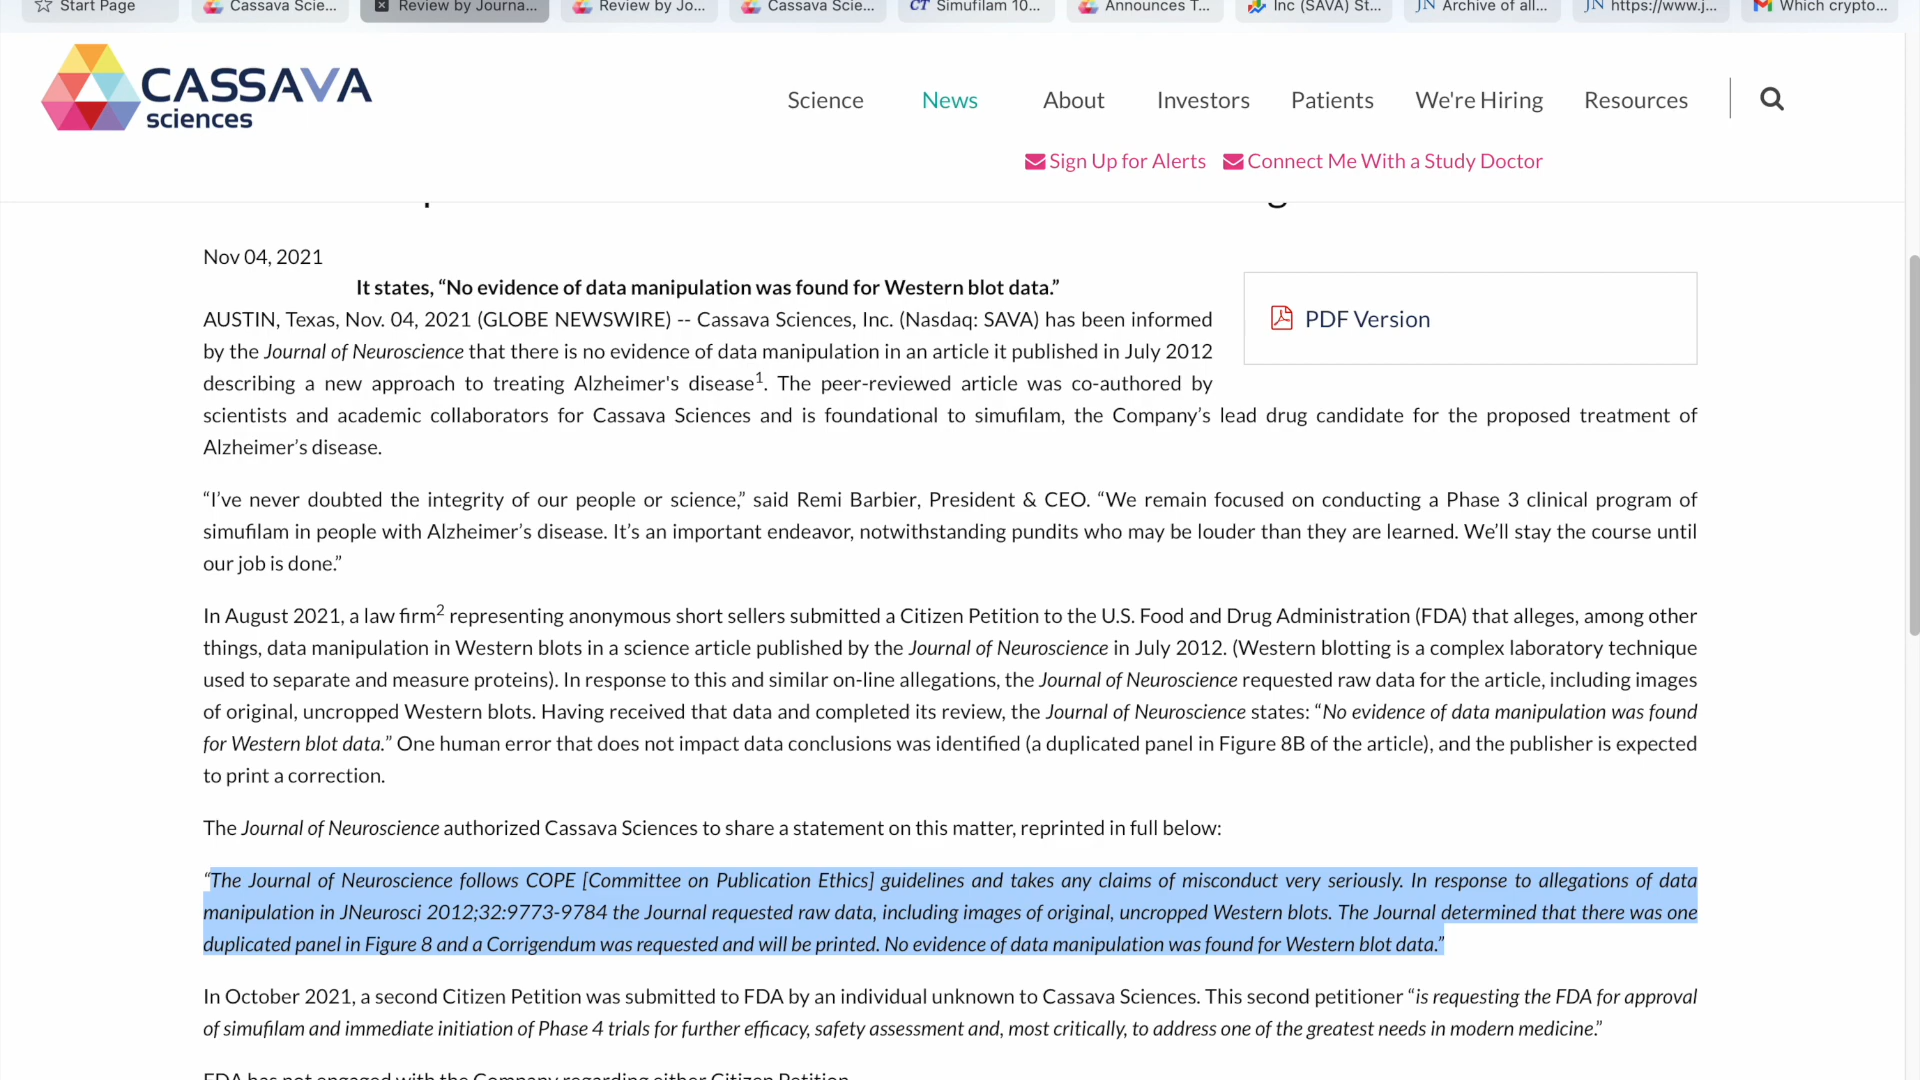 Start Page
Cassava Scie...
Review by Journa...
Review by Jo...
Cassava Scie...
CT Simufilam 10...
Announces T...
Inc (SAVA) St...
JN Archive of all...
JN https://www.j...
Which crypto...
CASSAVA
sciences
Science News About Investors Patients We're Hiring Resources
Sign Up for Alerts Connect Me With a Study Doctor
Nov 04, 2021
It states, “No evidence of data manipulation was found for Western blot data.”
PDF Version
AUSTIN, Texas, Nov. 04, 2021 (GLOBE NEWSWIRE) -- Cassava Sciences, Inc. (Nasdaq: SAVA) has been informed
by the Journal of Neuroscience that there is no evidence of data manipulation in an article it published in July 2012
describing a new approach to treating Alzheimer's disease1. The peer-reviewed article was co-authored by
scientists and academic collaborators for Cassava Sciences and is foundational to simufilam, the Company’s lead drug candidate for the proposed treatment of
Alzheimer’s disease.
“I’ve never doubted the integrity of our people or science,” said Remi Barbier, President & CEO. “We remain focused on conducting a Phase 3 clinical program of
simufilam in people with Alzheimer’s disease. It’s an important endeavor, notwithstanding pundits who may be louder than they are learned. We’ll stay the course until
our job is done.”
In August 2021, a law firm2 representing anonymous short sellers submitted a Citizen Petition to the U.S. Food and Drug Administration (FDA) that alleges, among other
things, data manipulation in Western blots in a science article published by the Journal of Neuroscience in July 2012. (Western blotting is a complex laboratory technique
used to separate and measure proteins). In response to this and similar on-line allegations, the Journal of Neuroscience requested raw data for the article, including images
of original, uncropped Western blots. Having received that data and completed its review, the Journal of Neuroscience states: “No evidence of data manipulation was found
for Western blot data.” One human error that does not impact data conclusions was identified (a duplicated panel in Figure 8B of the article), and the publisher is expected
to print a correction.
The Journal of Neuroscience authorized Cassava Sciences to share a statement on this matter, reprinted in full below:
“The Journal of Neuroscience follows COPE [Committee on Publication Ethics] guidelines and takes any claims of misconduct very seriously. In response to allegations of data
manipulation in JNeurosci 2012;32:9773-9784 the Journal requested raw data, including images of original, uncropped Western blots. The Journal determined that there was one
duplicated panel in Figure 8 and a Corrigendum was requested and will be printed. No evidence of data manipulation was found for Western blot data.”
In October 2021, a second Citizen Petition was submitted to FDA by an individual unknown to Cassava Sciences. This second petitioner “is requesting the FDA for approval
of simufilam and immediate initiation of Phase 4 trials for further efficacy, safety assessment and, most critically, to address one of the greatest needs in modern medicine.”
FDA has not engaged with the Company regarding either Citizen Petition.